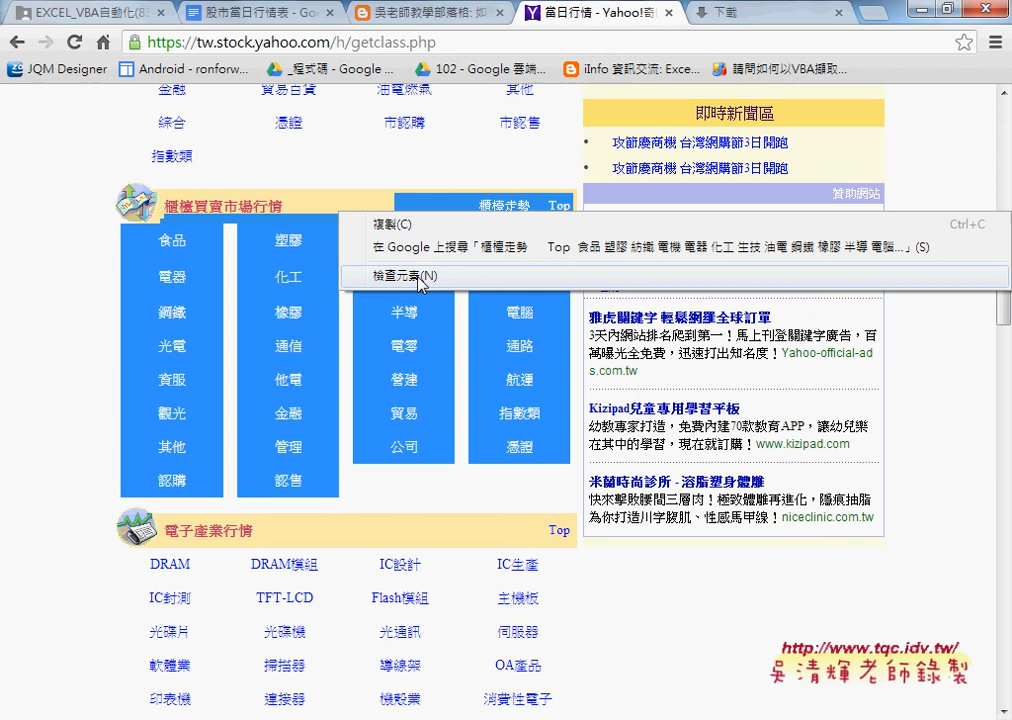 EXCEL_VBA自動化(83
股市當日行情表 - Go
吳老師教學部落格: 如
當日行情 - Yahoo!奇
下載
https://tw.stock.yahoo.com/h/getclass.php
JQM Designer
Android - ronforw...
_程式碼 - Google ...
102 - Google 雲端...
iInfo 資訊交流: Exce...
請問如何以VBA擷取...
金融 貿易百貨 油電燃氣 其他
綜合 憑證 市認購 市認售
指數類
即時新聞區
• 攻節慶商機 台灣網購節3日開跑
• 攻節慶商機 台灣網購節3日開跑
贊助網站
櫃檯買賣市場行情 櫃檯走勢 Top
複製(C) Ctrl+C
在 Google 上搜尋「櫃檯走勢 Top 食品 塑膠 紡織 電機 電器 化工 生技 油電 鋼鐵 橡膠 半導 電腦...」(S)
檢查元素(N)
食品 塑膠
電器 化工
鋼鐵 橡膠 半導 電腦
光電 通信 電零 通路
資服 他電 營建 航運
觀光 金融 貿易 指數類
其他 管理 公司 憑證
認購 認售
雅虎關鍵字 輕鬆網羅全球訂單
3天內網站排名爬到第一！馬上刊登關鍵字廣告，百
萬曝光全免費，迅速打出知名度！Yahoo-official-ad
s.com.tw
Kizipad兒童專用學習平板
幼教專家打造，免費內建70款教育APP，讓幼兒樂
在其中的學習，現在就訂購！www.kizipad.com
米蘭時尚診所 - 溶脂塑身體雕
快來擊敗腰間三層肉！極致體雕再進化，隱痕抽脂
為你打造川字腹肌、性感馬甲線！niceclinic.com.tw
電子產業行情 Top
DRAM DRAM模組 IC設計 IC生產
IC封測 TFT-LCD Flash模組 主機板
光碟片 光碟機 光通訊 伺服器
軟體業 掃描器 導線架 OA產品
印表機 連接器 機殼業 消費性電子
http://www.tqc.idv.tw/
吳清輝老師錄製